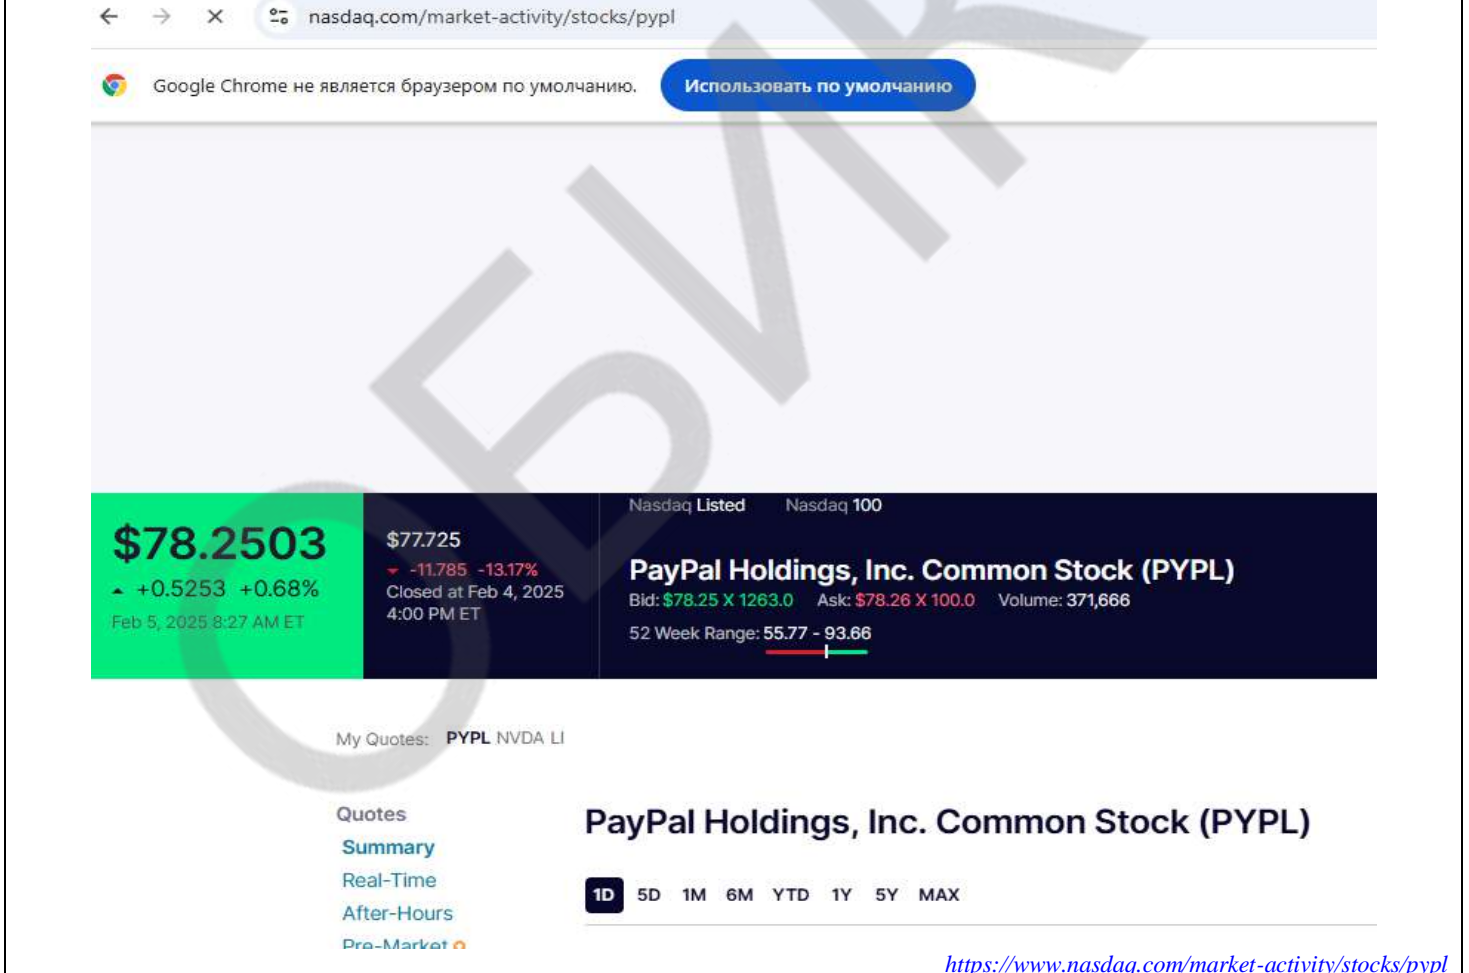 nasdaq.com/market-activity/stocks/pypl
Google Chrome не является браузером по умолчанию. Использовать по умолчанию
ОБИК
$78.2503
+0.5253 +0.68%
Feb 5, 2025 8:27 AM ET
$77.725
-11.785 -13.17%
Closed at Feb 4, 2025
4:00 PM ET
Nasdaq Listed Nasdaq 100
PayPal Holdings, Inc. Common Stock (PYPL)
Bid: $78.25 X 1263.0 Ask: $78.26 X 100.0 Volume: 371,666
52 Week Range: 55.77 - 93.66
My Quotes: PYPL NVDA LI
Quotes
Summary
Real-Time
After-Hours
Pre-Market
PayPal Holdings, Inc. Common Stock (PYPL)
1D 5D 1M 6M YTD 1Y 5Y MAX
https://www.nasdaq.com/market-activity/stocks/pypl